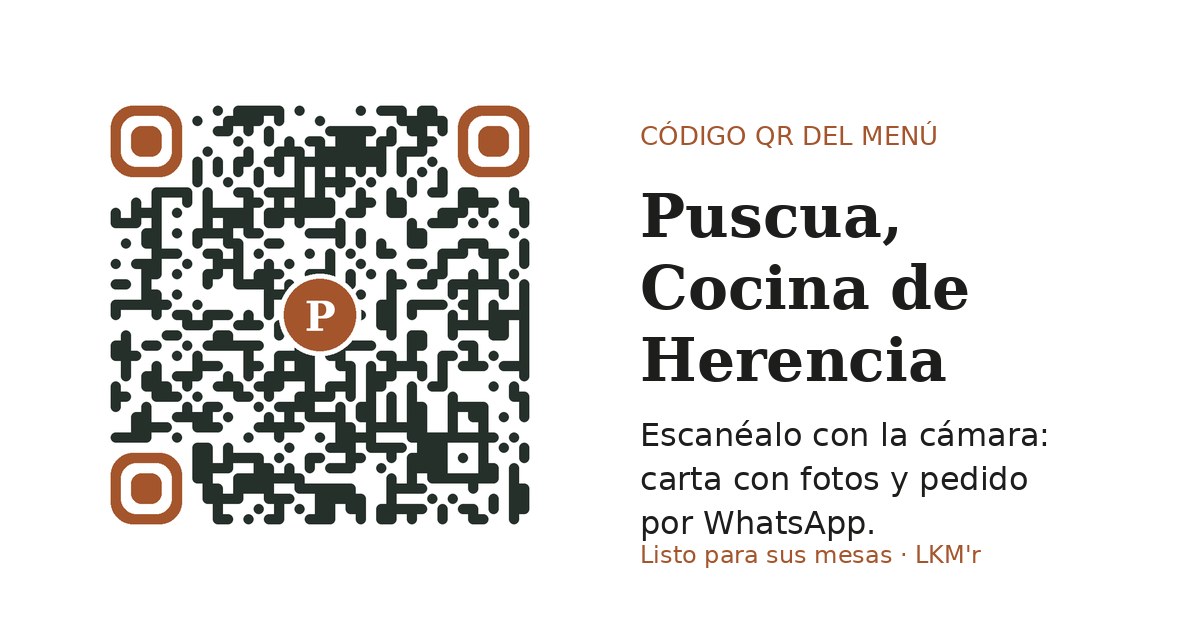 P
CÓDIGO QR DEL MENÚ
Puscua,
Cocina de
Herencia
Escanéalo con la cámara:
carta con fotos y pedido
por WhatsApp.
Listo para sus mesas · LKM'r